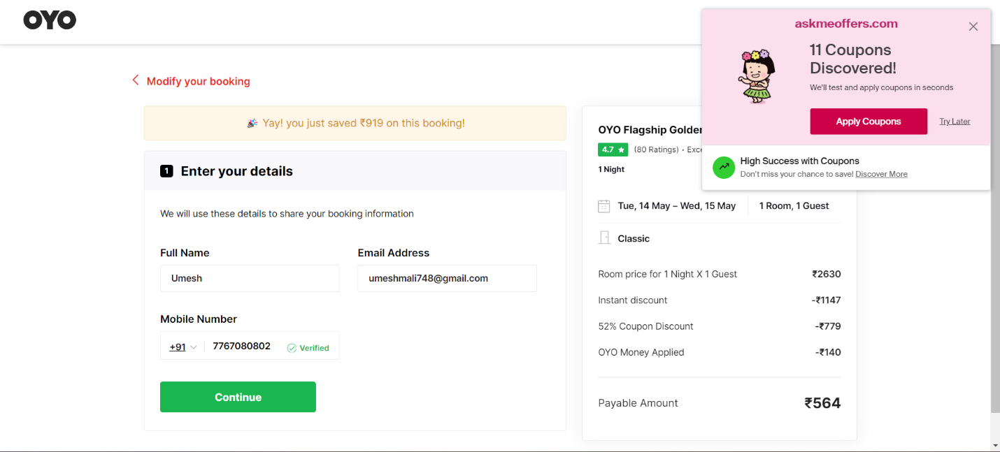 OYO
Modify your booking
Yay! you just saved ₹919 on this booking!
1 Enter your details
We will use these details to share your booking information
Full Name
Email Address
Umesh
umeshmali748@gmail.com
Mobile Number
+91 7767080802 Verified
Continue
askmeoffers.com
11 Coupons
Discovered!
We'll test and apply coupons in seconds
Apply Coupons
Try Later
High Success with Coupons
Don't miss your chance to save! Discover More
OYO Flagship Golden
4.7 (80 Ratings) · Exce
1 Night
Tue, 14 May – Wed, 15 May 1 Room, 1 Guest
Classic
Room price for 1 Night X 1 Guest ₹2630
Instant discount -₹1147
52% Coupon Discount -₹779
OYO Money Applied -₹140
Payable Amount ₹564